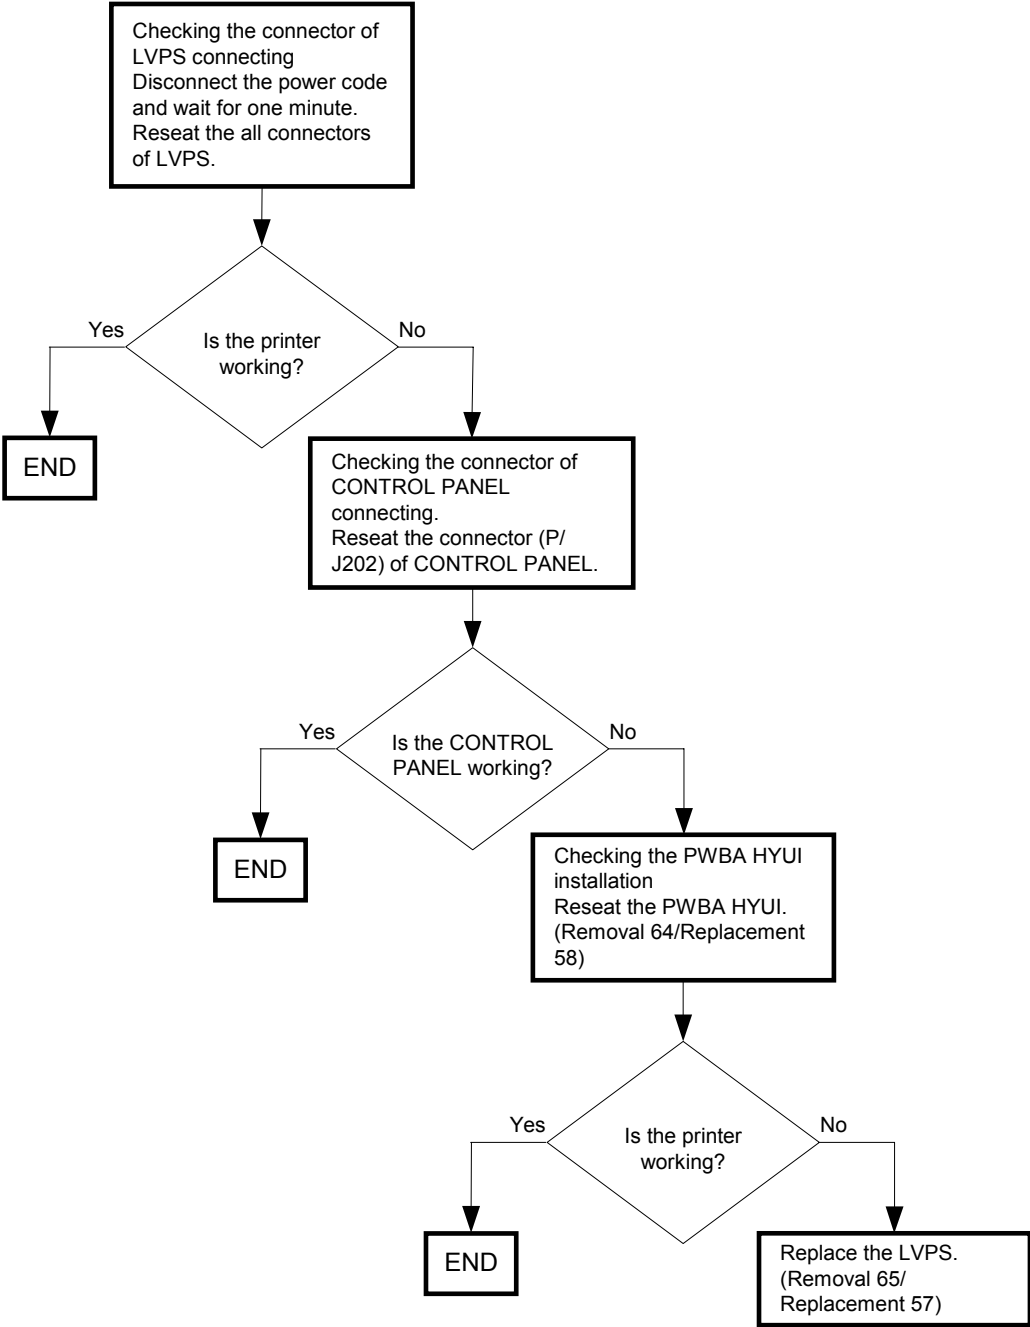 Checking the connector of
LVPS connecting
Disconnect the power code
and wait for one minute.
Reseat the all connectors
of LVPS.
Yes
No
Is the printer
working?
END
Checking the connector of
CONTROL PANEL
connecting.
Reseat the connector (P/
J202) of CONTROL PANEL.
Yes
No
Is the CONTROL
PANEL working?
END
Checking the PWBA HYUI
installation
Reseat the PWBA HYUI.
(Removal 64/Replacement
58)
Yes
No
Is the printer
working?
END
Replace the LVPS.
(Removal 65/
Replacement 57)